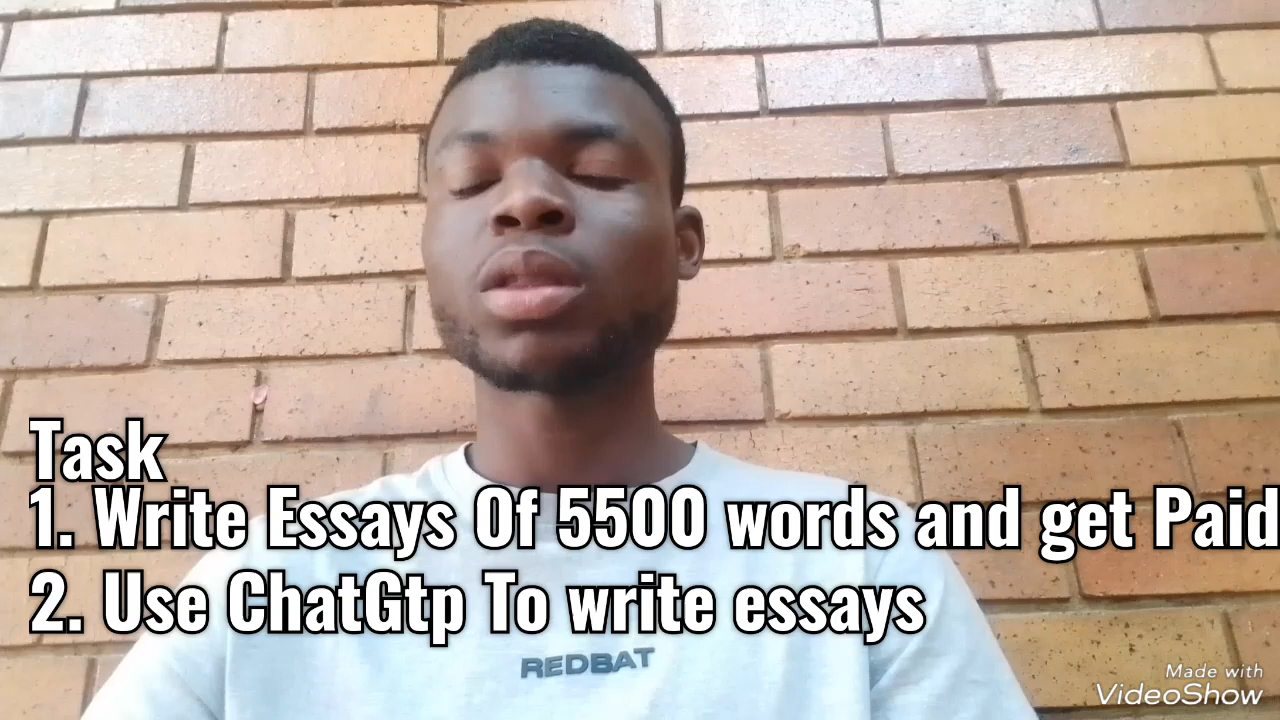 Task
1. Write Essays Of 5500 words and get Paid
2. Use ChatGtp To write essays
REDBAT
Made with
VideoShow